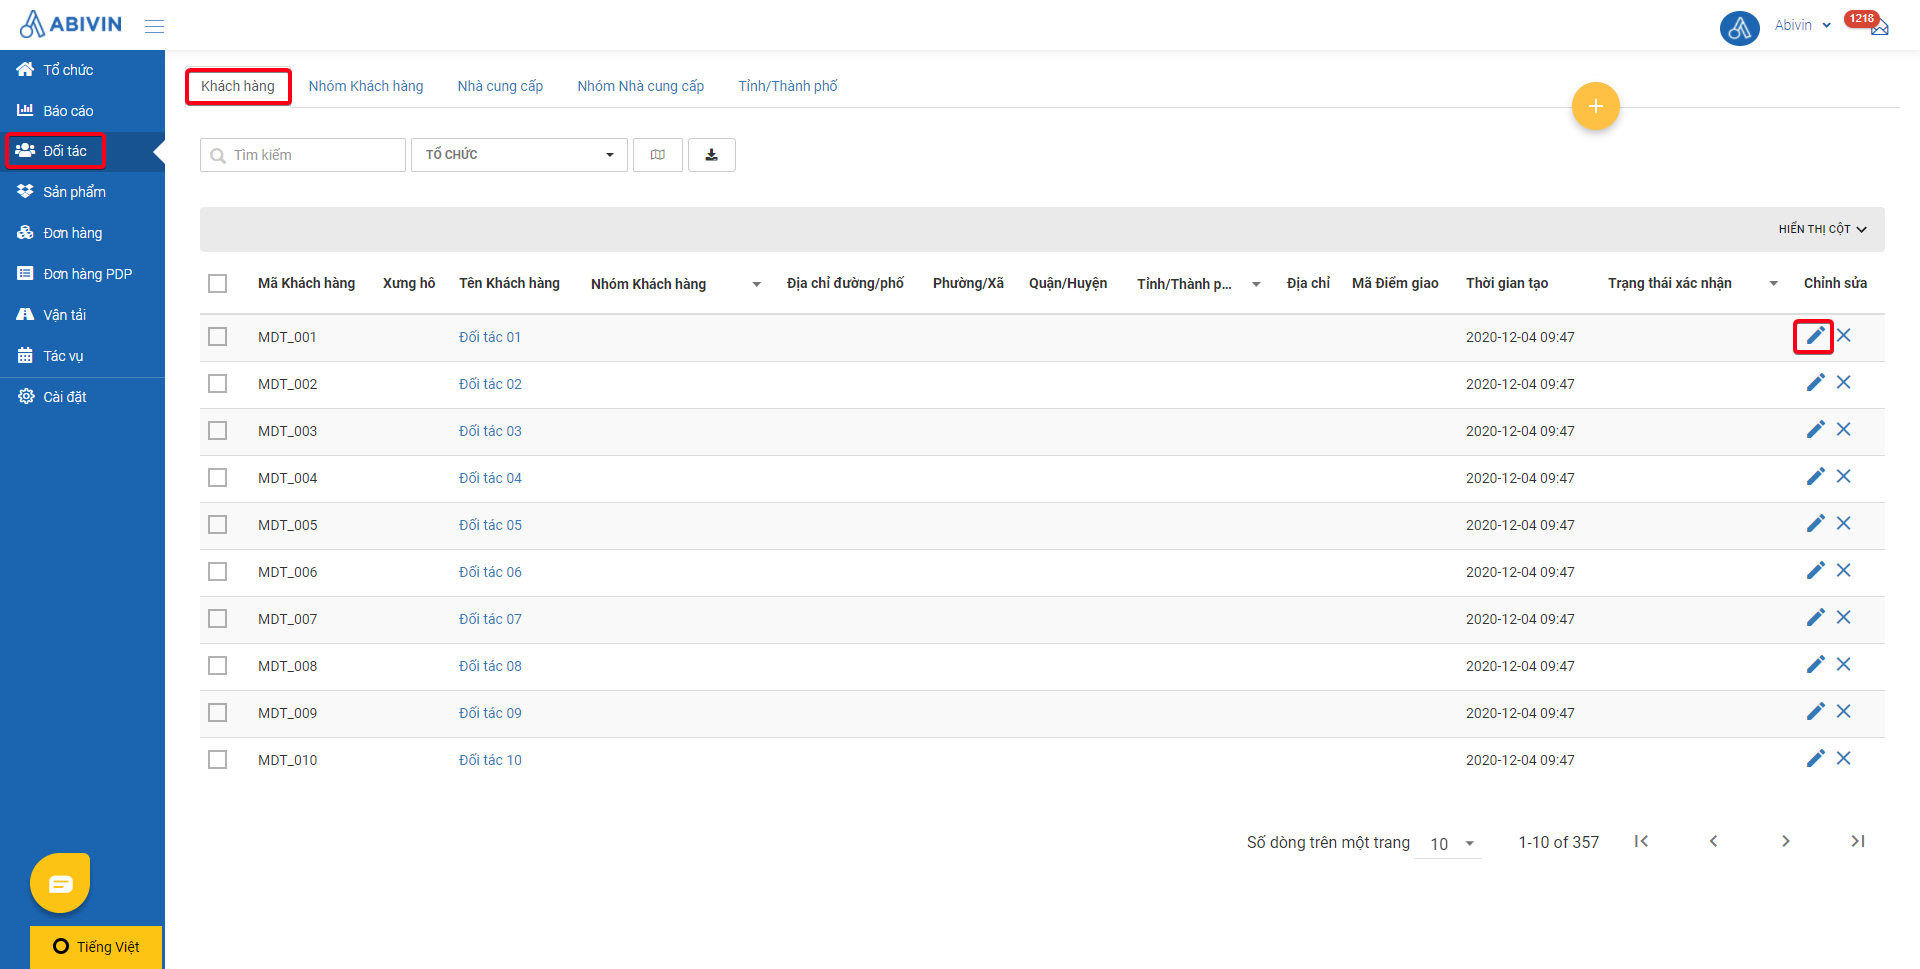 ABIVIN
Abivin
1218
Tổ chức
Báo cáo
Đối tác
Sản phẩm
Đơn hàng
Đơn hàng PDP
Vận tải
Tác vụ
Cài đặt
Tiếng Việt
Khách hàng Nhóm Khách hàng Nhà cung cấp Nhóm Nhà cung cấp Tỉnh/Thành phố
Tìm kiếm TỔ CHỨC
HIỂN THỊ CỘT
Mã Khách hàng Xưng hô Tên Khách hàng Nhóm Khách hàng Địa chỉ đường/phố Phường/Xã Quận/Huyện Tỉnh/Thành p... Địa chỉ Mã Điểm giao Thời gian tạo Trạng thái xác nhận Chỉnh sửa
MDT_001 Đối tác 01 2020-12-04 09:47
MDT_002 Đối tác 02 2020-12-04 09:47
MDT_003 Đối tác 03 2020-12-04 09:47
MDT_004 Đối tác 04 2020-12-04 09:47
MDT_005 Đối tác 05 2020-12-04 09:47
MDT_006 Đối tác 06 2020-12-04 09:47
MDT_007 Đối tác 07 2020-12-04 09:47
MDT_008 Đối tác 08 2020-12-04 09:47
MDT_009 Đối tác 09 2020-12-04 09:47
MDT_010 Đối tác 10 2020-12-04 09:47
Số dòng trên một trang 10 1-10 of 357